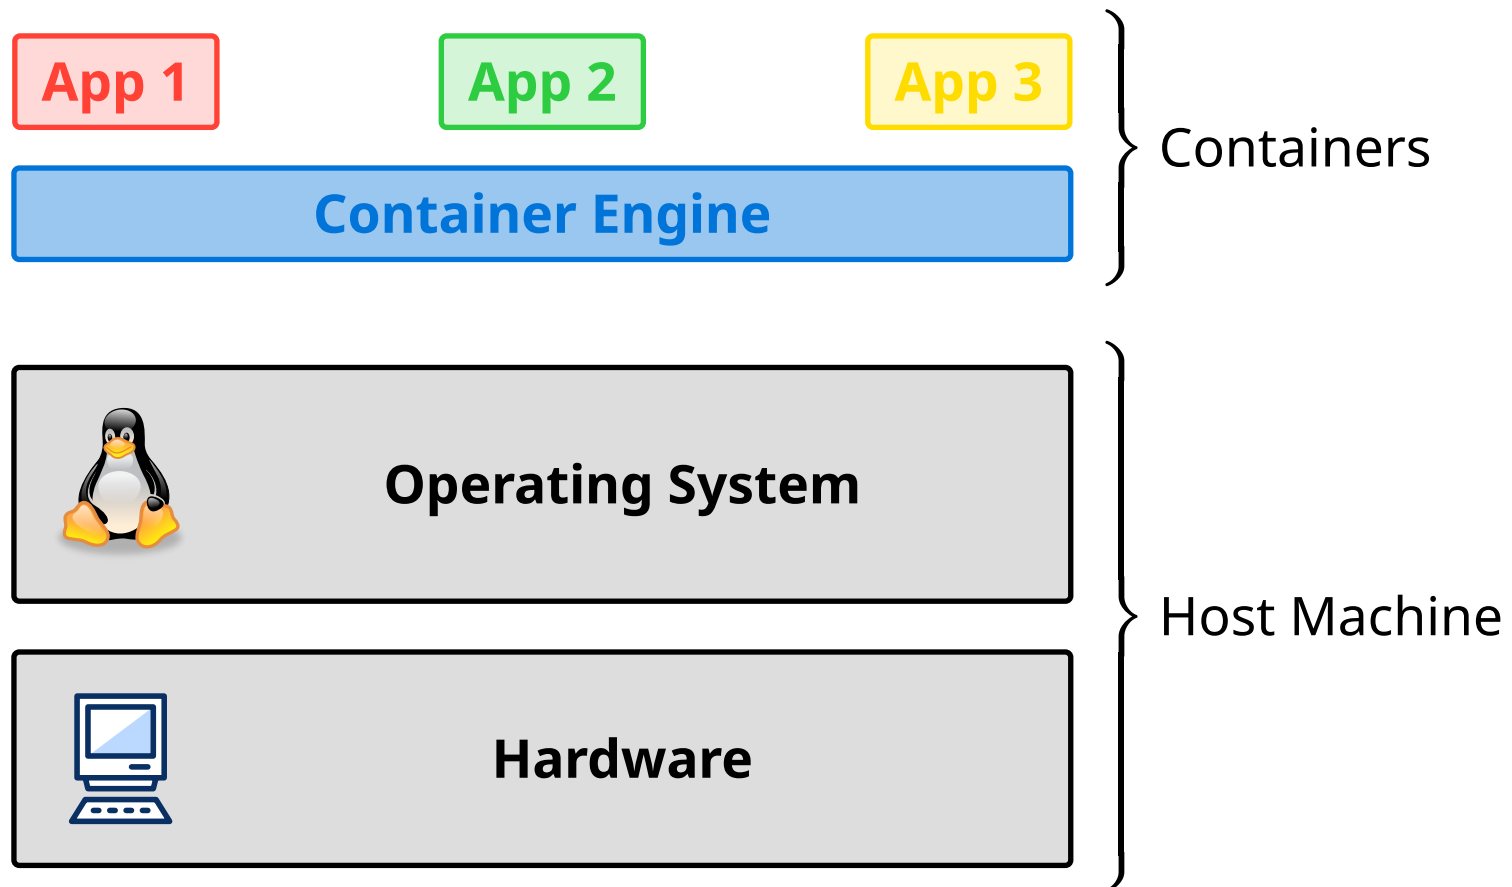 App 1
App 2
App 3
Containers
Container Engine
Operating System
Host Machine
Hardware